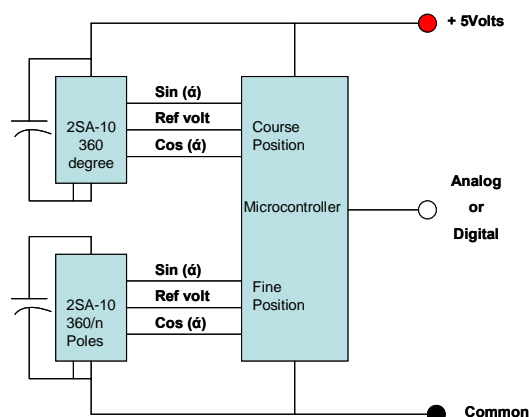 + 5Volts
2SA-10
360
degree
Sin (ά)
Ref volt
Cos (ά)
Course
Position
Microcontroller
Analog
or
Digital
2SA-10
360/n
Poles
Sin (ά)
Ref volt
Cos (ά)
Fine
Position
Common